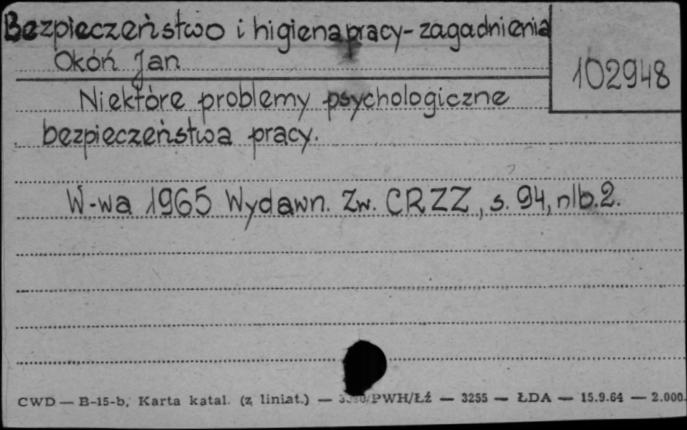 Bezpieczeństwo i higiena pracy - zagadnienia
Okóń Jan
102948
Niektóre problemy psychologiczne
bezpieczeństwa pracy.
W-wa 1965 Wydawn. Zw. CRZZ, s. 94, nlb. 2.
CWD — B-15-b, Karta katal. (z liniat.) — PWH/Łź — 3255 — ŁDA — 15.9.64 — 2.000.